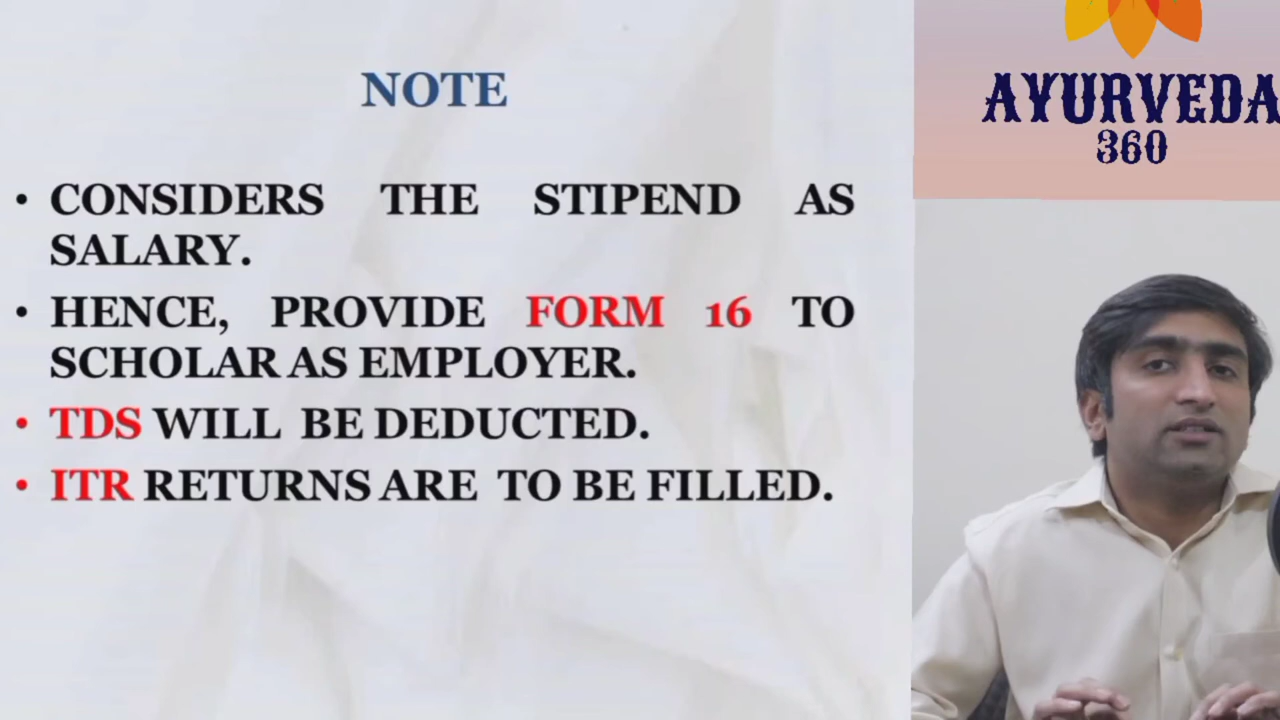 NOTE
• CONSIDERS THE STIPEND AS
SALARY.
• HENCE, PROVIDE FORM 16 TO
SCHOLAR AS EMPLOYER.
• TDS WILL BE DEDUCTED.
• ITR RETURNS ARE TO BE FILLED.
AYURVEDA
360